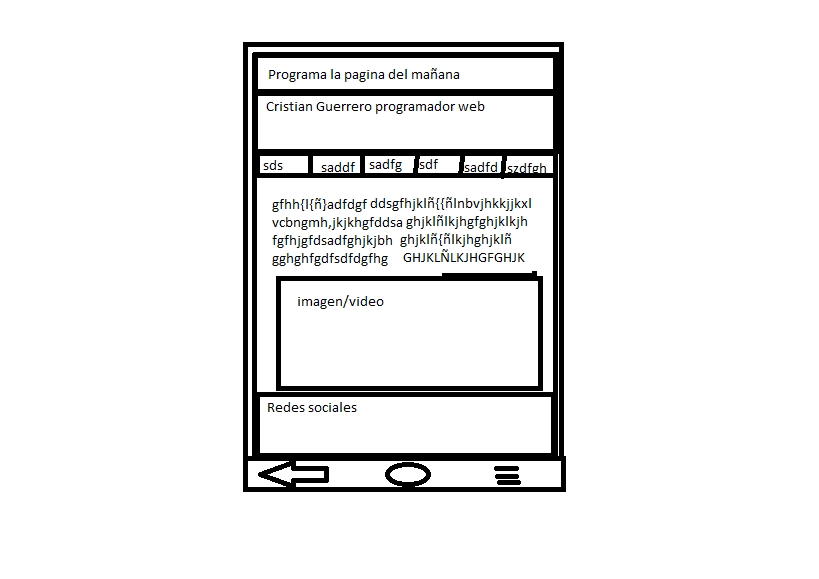 Programa la pagina del mañana
Cristian Guerrero programador web
sds saddf sadfg sdf sadfd szdfgh
gfhh{l{ñ}adfdgf ddsgfhjklñ{{ñlnbvjhkkjjkxl
vcbngmh,jkjkhgfddsa ghjklñlkjhgfghjklkjh
fgfhjgfdsadfghjkjbh ghjklñ{ñlkjhghjklñ
gghghfgdfsdfdgfhg GHJKLÑLKJHGFGHJK
imagen/video
Redes sociales